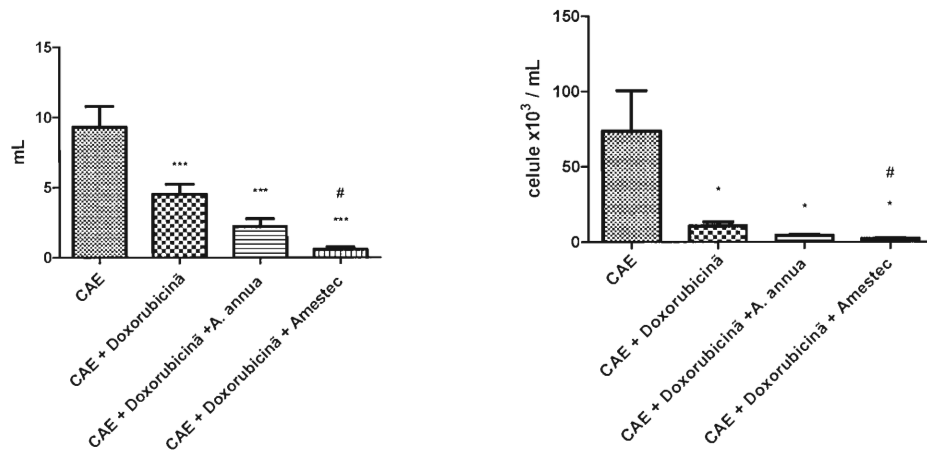 15
10
5
0
mL
***
***
#
***
CAE
CAE + Doxorubicină
CAE + Doxorubicină +A. annua
CAE + Doxorubicină + Amestec
150
100
50
0
celule x10³ / mL
*
*
#
*
CAE
CAE + Doxorubicină
CAE + Doxorubicină +A. annua
CAE + Doxorubicină + Amestec